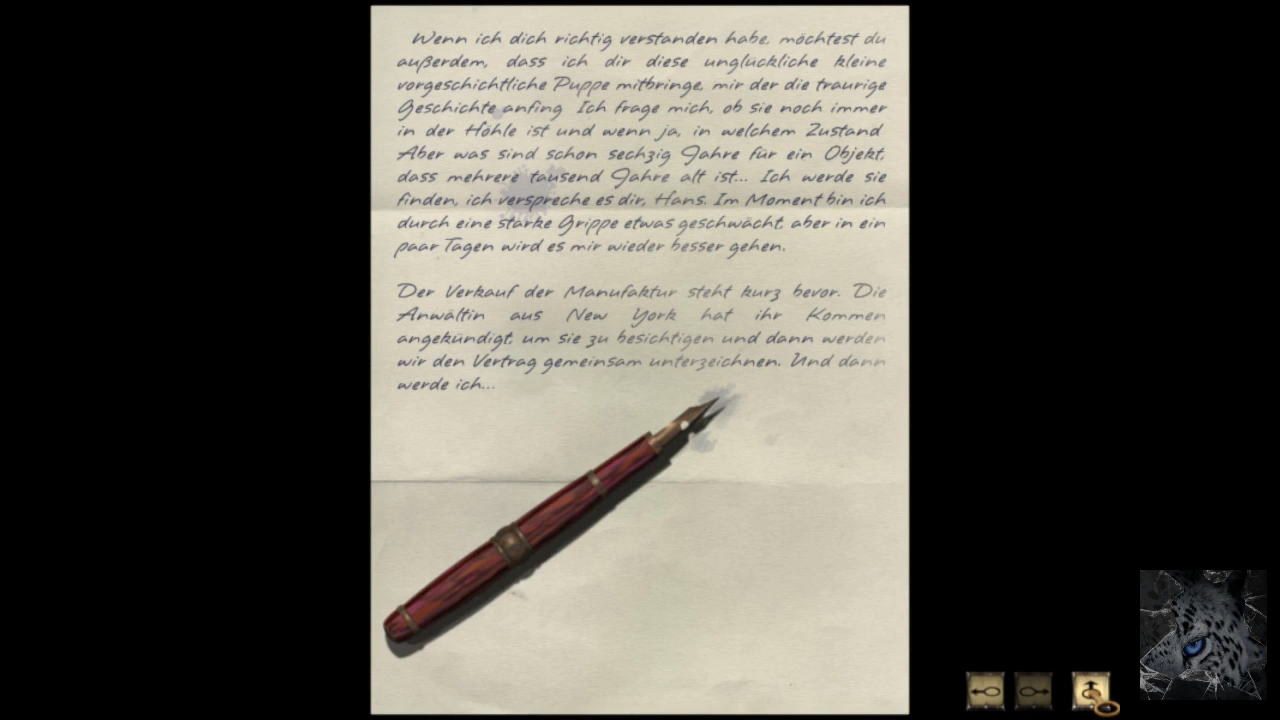 Wenn ich dich richtig verstanden habe, möchtest du
außerdem, dass ich dir diese unglückliche kleine
vorgeschichtliche Puppe mitbringe, mir der die traurige
Geschichte anfing. Ich frage mich, ob sie noch immer
in der Höhle ist und wenn ja, in welchem Zustand.
Aber was sind schon sechzig Jahre für ein Objekt,
dass mehrere tausend Jahre alt ist... Ich werde sie
finden, ich verspreche es dir, Hans. Im Moment bin ich
durch eine starke Grippe etwas geschwächt, aber in ein
paar Tagen wird es mir wieder besser gehen.
Der Verkauf der Manufaktur steht kurz bevor. Die
Anwältin aus New York hat ihr Kommen
angekündigt, um sie zu besichtigen und dann werden
wir den Vertrag gemeinsam unterzeichnen. Und dann
werde ich...